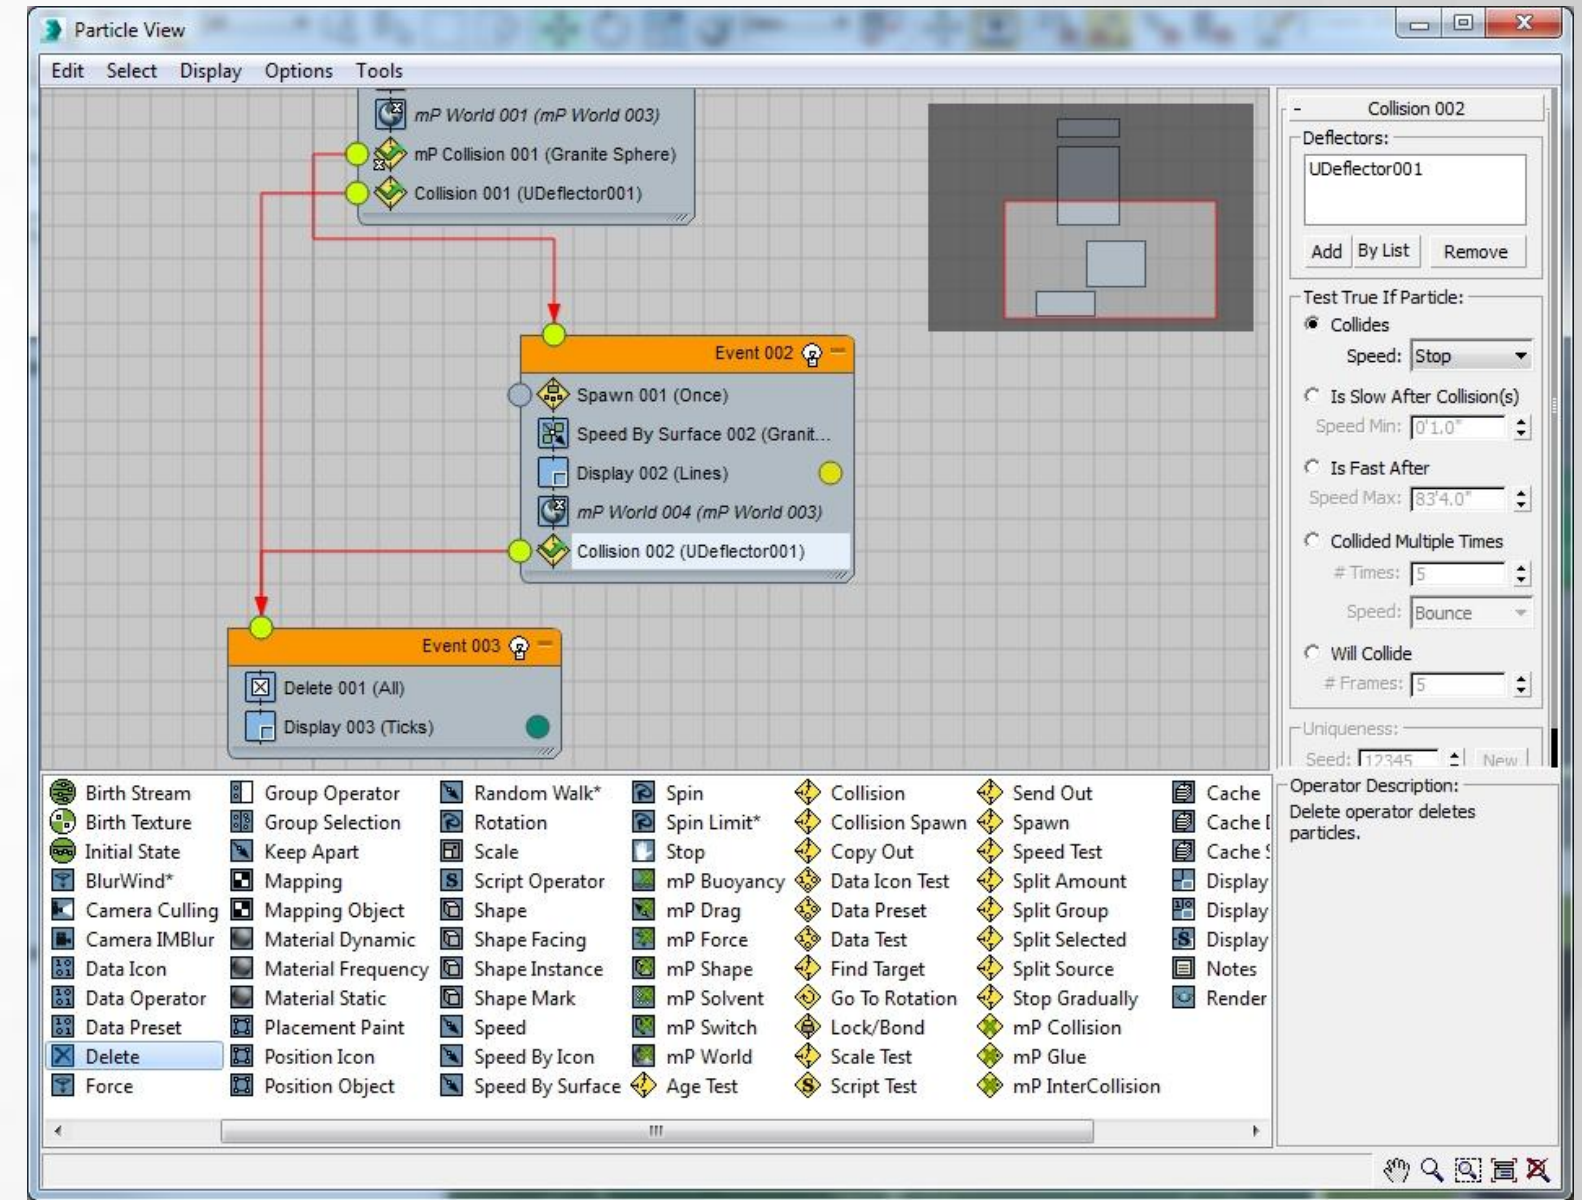 Particle View
Edit Select Display Options Tools
mP World 001 (mP World 003)
mP Collision 001 (Granite Sphere)
Collision 001 (UDeflector001)
Event 002
Spawn 001 (Once)
Speed By Surface 002 (Granit...
Display 002 (Lines)
mP World 004 (mP World 003)
Collision 002 (UDeflector001)
Event 003
Delete 001 (All)
Display 003 (Ticks)
- Collision 002
Deflectors:
UDeflector001
Add By List Remove
Test True If Particle:
Collides
Speed: Stop
Is Slow After Collision(s)
Speed Min: 0'1.0"
Is Fast After
Speed Max: 83'4.0"
Collided Multiple Times
# Times: 5
Speed: Bounce
Will Collide
# Frames: 5
Uniqueness:
Seed: 12345 New
Birth Stream Group Operator Random Walk* Spin Collision Send Out Cache
Birth Texture Group Selection Rotation Spin Limit* Collision Spawn Spawn Cache
Initial State Keep Apart Scale Stop Copy Out Speed Test Cache
BlurWind* Mapping Script Operator mP Buoyancy Data Icon Test Split Amount Display
Camera Culling Mapping Object Shape mP Drag Data Preset Split Group Display
Camera IMBlur Material Dynamic Shape Facing mP Force Data Test Split Selected Display
Data Icon Material Frequency Shape Instance mP Shape Find Target Split Source Notes
Data Operator Material Static Shape Mark mP Solvent Go To Rotation Stop Gradually Render
Data Preset Placement Paint Speed mP Switch Lock/Bond mP Collision
Delete Position Icon Speed By Icon mP World Scale Test mP Glue
Force Position Object Speed By Surface Age Test Script Test mP InterCollision
Operator Description:
Delete operator deletes
particles.